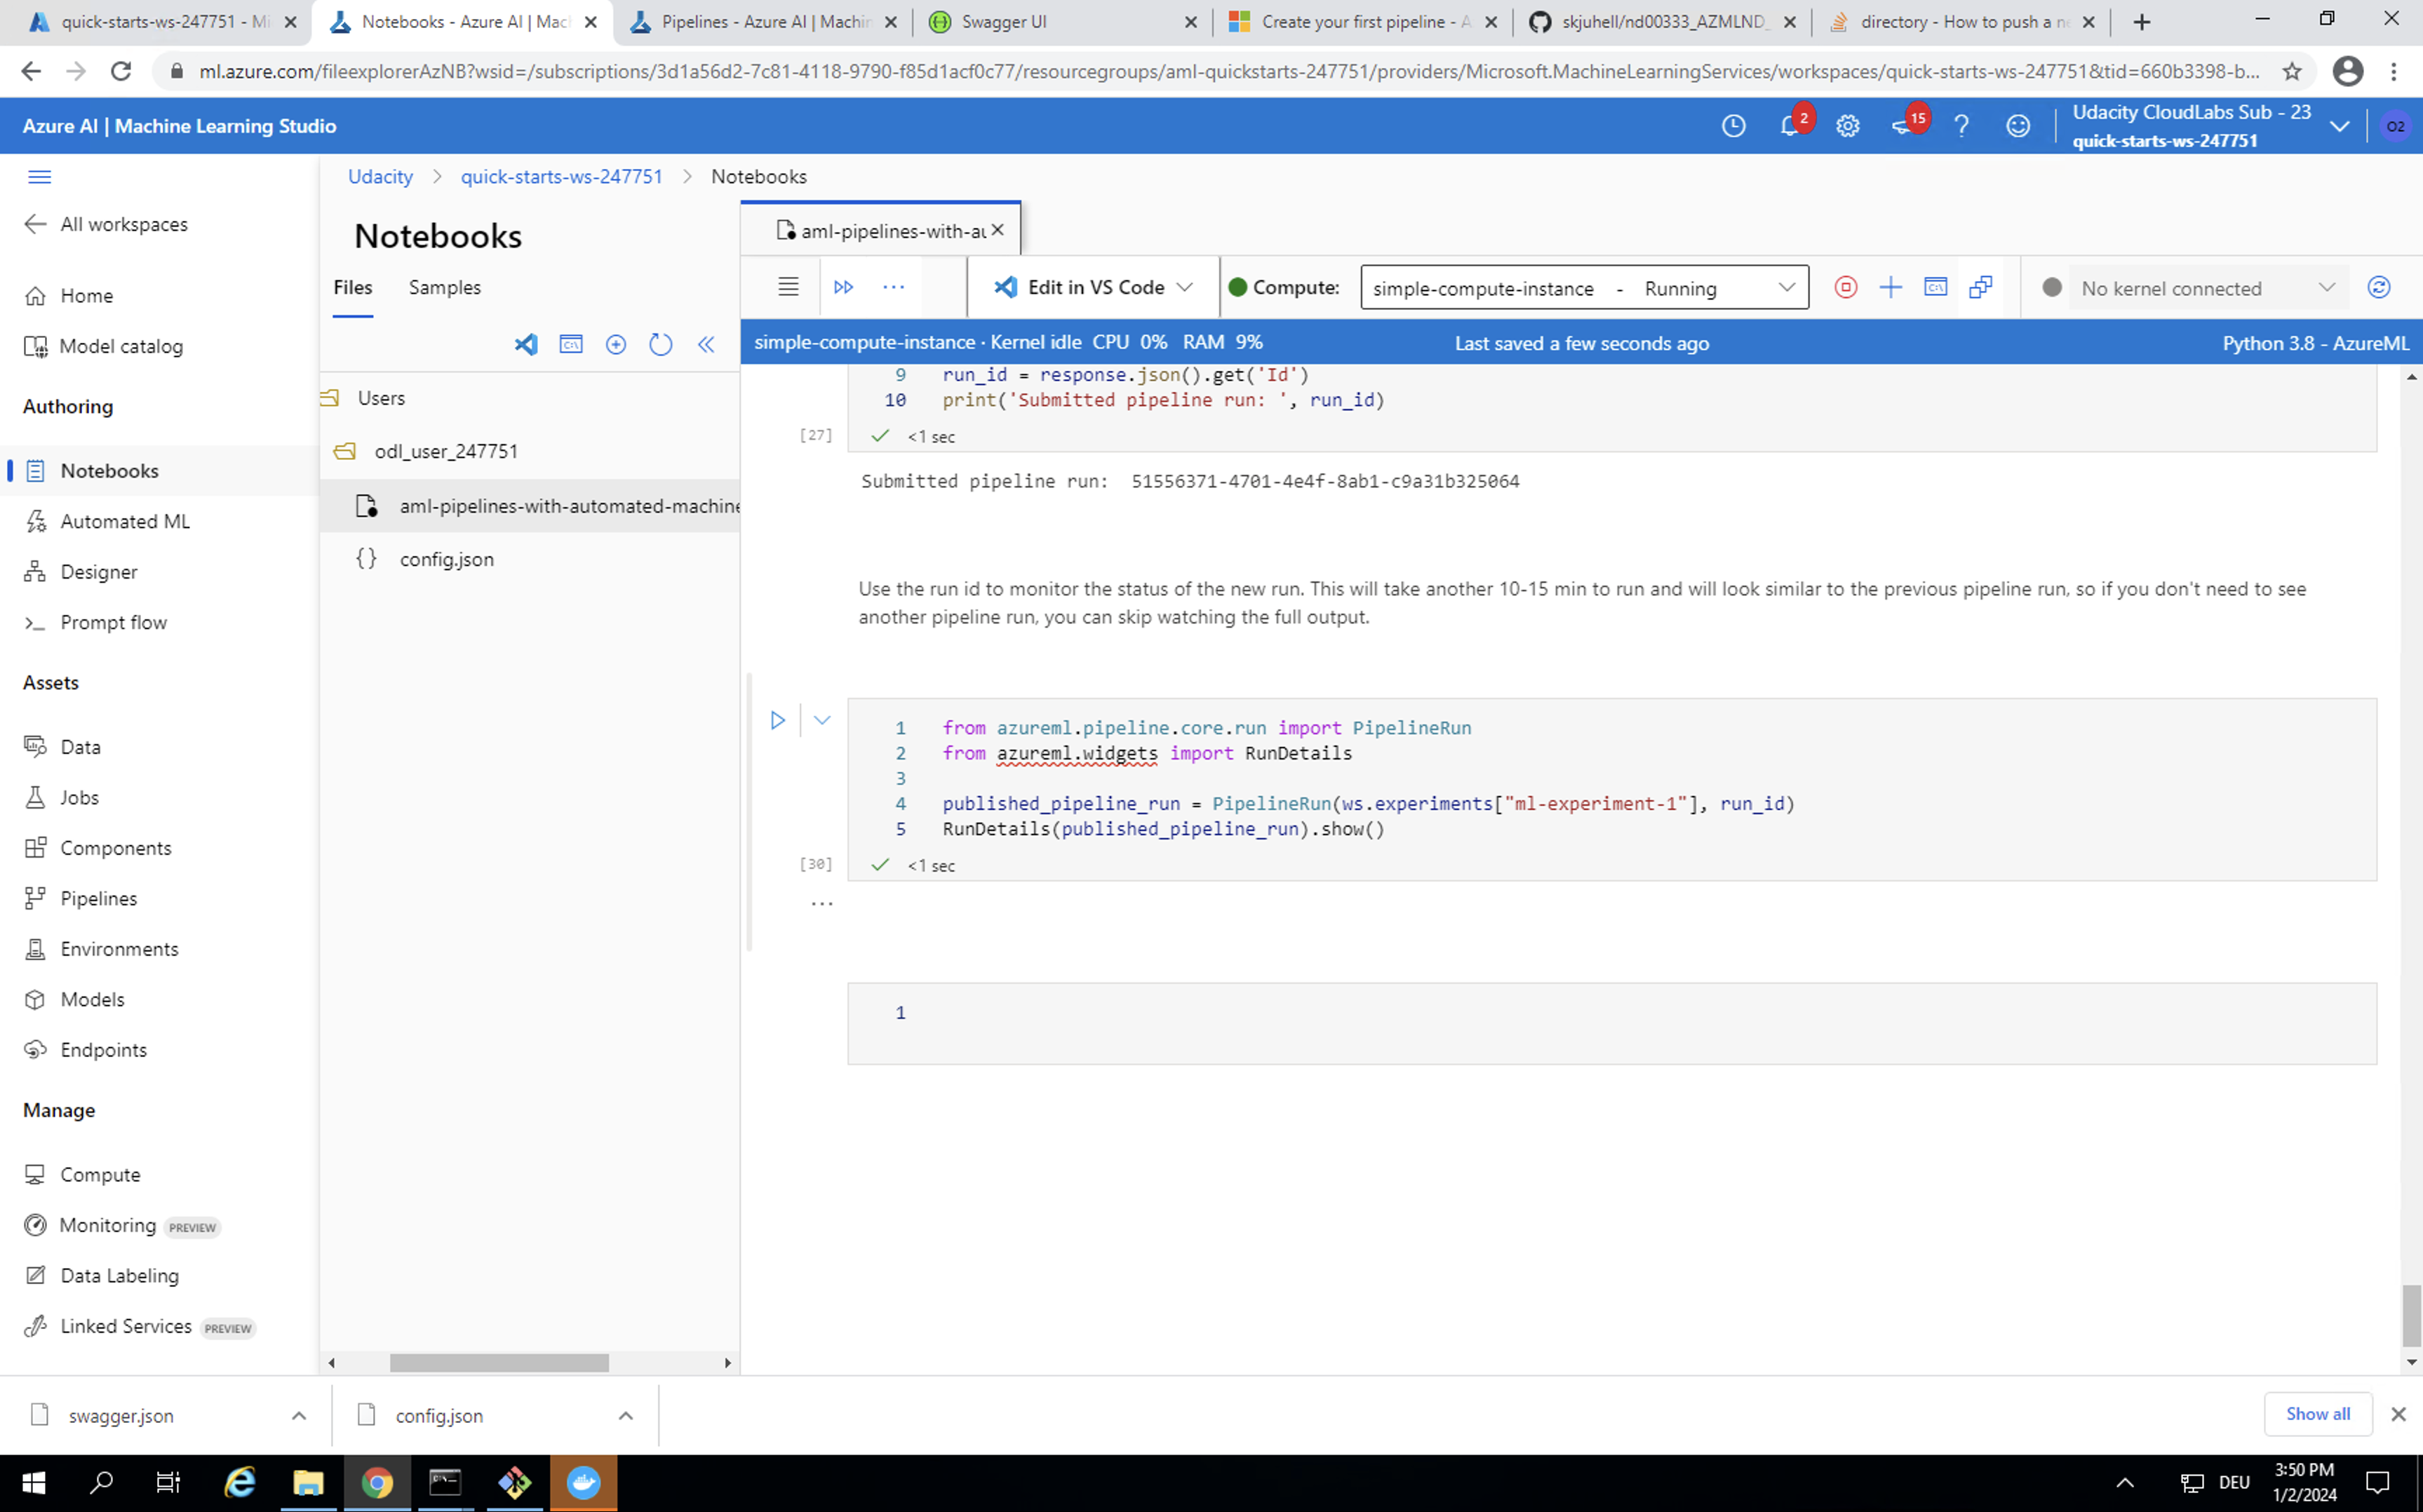 quick-starts-ws-247751 - Mi
Notebooks - Azure AI | Mach
Pipelines - Azure AI | Machin
Swagger UI
Create your first pipeline - A
skjuhell/nd00333_AZMLND_
directory - How to push a ne
ml.azure.com/fileexplorerAzNB?wsid=/subscriptions/3d1a56d2-7c81-4118-9790-f85d1acf0c77/resourcegroups/aml-quickstarts-247751/providers/Microsoft.MachineLearningServices/workspaces/quick-starts-ws-247751&tid=660b3398-b...
Azure AI | Machine Learning Studio
2
15
Udacity CloudLabs Sub - 23
quick-starts-ws-247751
O2
All workspaces
Home
Model catalog
Authoring
Notebooks
Automated ML
Designer
Prompt flow
Assets
Data
Jobs
Components
Pipelines
Environments
Models
Endpoints
Manage
Compute
Monitoring PREVIEW
Data Labeling
Linked Services PREVIEW
Udacity > quick-starts-ws-247751 > Notebooks
Notebooks
Files Samples
Users
odl_user_247751
aml-pipelines-with-automated-machine
{} config.json
aml-pipelines-with-au
Edit in VS Code
Compute: simple-compute-instance - Running
No kernel connected
simple-compute-instance · Kernel idle CPU 0% RAM 9%
Last saved a few seconds ago
Python 3.8 - AzureML
9 run_id = response.json().get('Id')
10 print('Submitted pipeline run: ', run_id)
[27] <1 sec
Submitted pipeline run: 51556371-4701-4e4f-8ab1-c9a31b325064
Use the run id to monitor the status of the new run. This will take another 10-15 min to run and will look similar to the previous pipeline run, so if you don't need to see
another pipeline run, you can skip watching the full output.
1 from azureml.pipeline.core.run import PipelineRun
2 from azureml.widgets import RunDetails
3
4 published_pipeline_run = PipelineRun(ws.experiments["ml-experiment-1"], run_id)
5 RunDetails(published_pipeline_run).show()
[30] <1 sec
...
1
swagger.json
config.json
Show all
DEU
3:50 PM
1/2/2024